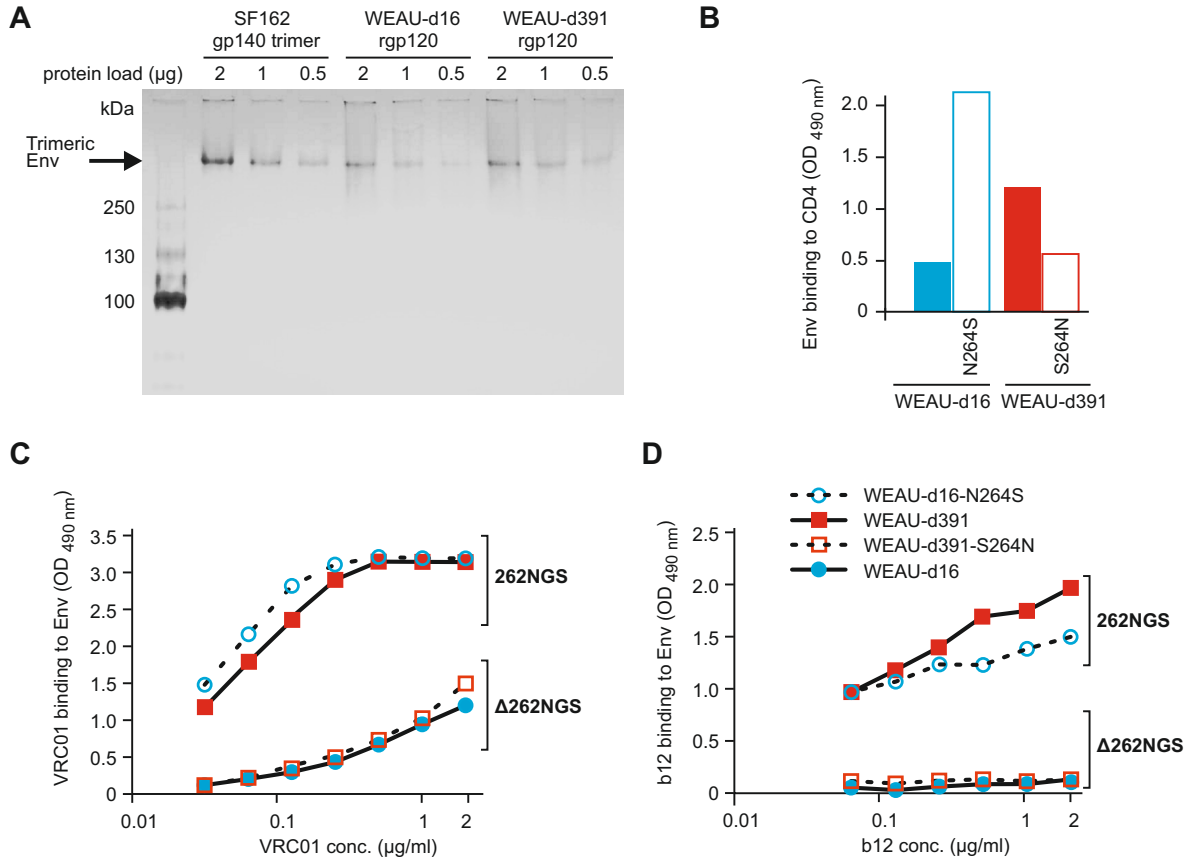 A
SF162 gp140 trimer
WEAU-d16 rgp120
WEAU-d391 rgp120
protein load (µg) 2 1 0.5 2 1 0.5 2 1 0.5
kDa
Trimeric Env
250
130
100
B
Env binding to CD4 (OD 490 nm)
2.0
1.5
1.0
0.5
0
N264S
S264N
WEAU-d16 WEAU-d391
C
VRC01 binding to Env (OD 490 nm)
3.5
3.0
2.5
2.0
1.5
1.0
0.5
0
262NGS
Δ262NGS
0.01 0.1 1 2
VRC01 conc. (µg/ml)
D
WEAU-d16-N264S
WEAU-d391
WEAU-d391-S264N
WEAU-d16
b12 binding to Env (OD 490 nm)
2.5
2.0
1.5
1.0
0.5
0
262NGS
Δ262NGS
0.01 0.1 1 2
b12 conc. (µg/ml)